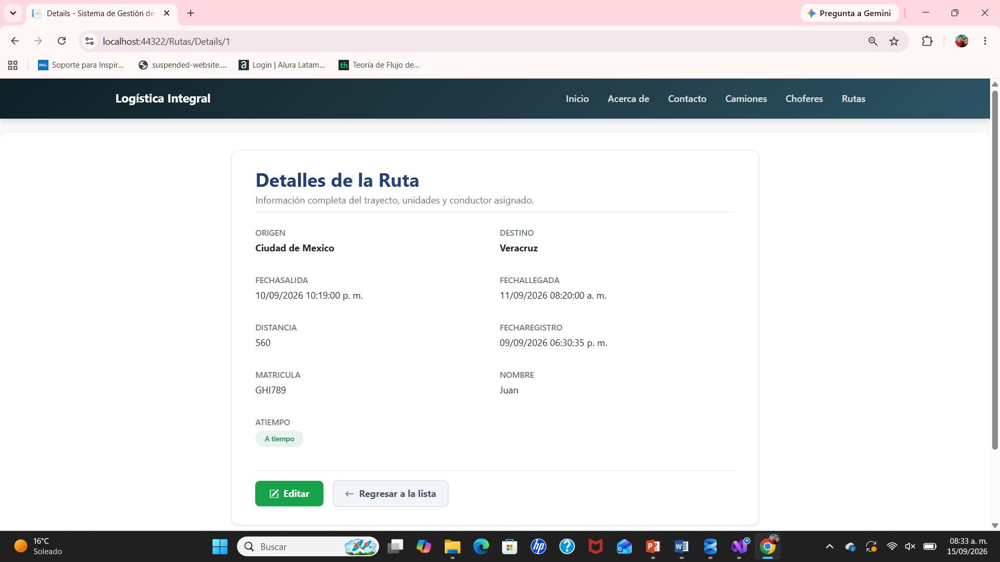 Details - Sistema de Gestión de
Pregunta a Gemini
localhost:44322/Rutas/Details/1
Soporte para Inspir...
suspended-website....
Login | Alura Latam...
Teoría de Flujo de...
Logística Integral
Inicio
Acerca de
Contacto
Camiones
Choferes
Rutas
Detalles de la Ruta
Información completa del trayecto, unidades y conductor asignado.
ORIGEN
Ciudad de Mexico
DESTINO
Veracruz
FECHASALIDA
10/09/2026 10:19:00 p. m.
FECHALLEGADA
11/09/2026 08:20:00 a. m.
DISTANCIA
560
FECHAREGISTRO
09/09/2026 06:30:35 p. m.
MATRICULA
GHI789
NOMBRE
Juan
ATIEMPO
A tiempo
Editar
Regresar a la lista
16°C
Soleado
Buscar
08:33 a. m.
15/09/2026